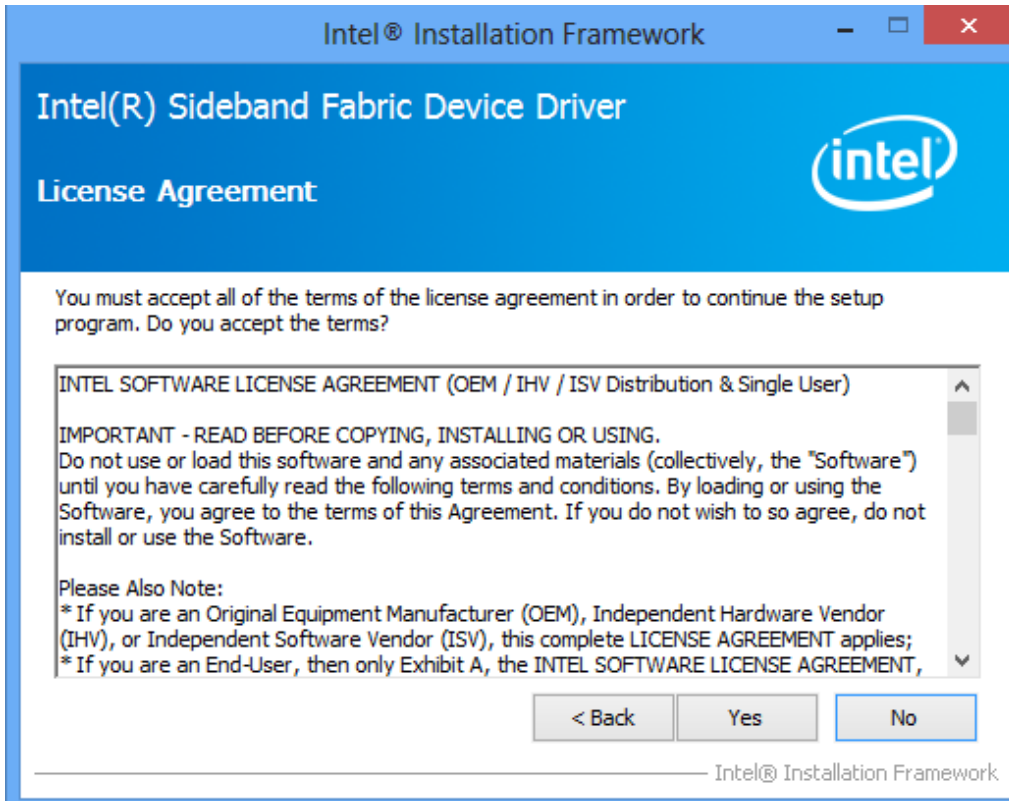 Intel® Installation Framework
Intel(R) Sideband Fabric Device Driver
intel
License Agreement
You must accept all of the terms of the license agreement in order to continue the setup
program. Do you accept the terms?
INTEL SOFTWARE LICENSE AGREEMENT (OEM / IHV / ISV Distribution & Single User)
IMPORTANT - READ BEFORE COPYING, INSTALLING OR USING.
Do not use or load this software and any associated materials (collectively, the "Software")
until you have carefully read the following terms and conditions. By loading or using the
Software, you agree to the terms of this Agreement. If you do not wish to so agree, do not
install or use the Software.
Please Also Note:
* If you are an Original Equipment Manufacturer (OEM), Independent Hardware Vendor
(IHV), or Independent Software Vendor (ISV), this complete LICENSE AGREEMENT applies;
* If you are an End-User, then only Exhibit A, the INTEL SOFTWARE LICENSE AGREEMENT,
< Back Yes No
Intel® Installation Framework